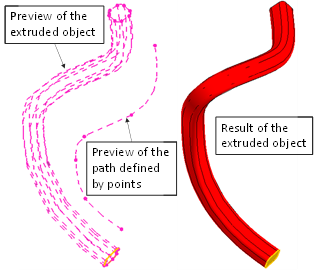 Preview of the
extruded object
Preview of the
path defined
by points
Result of the
extruded object